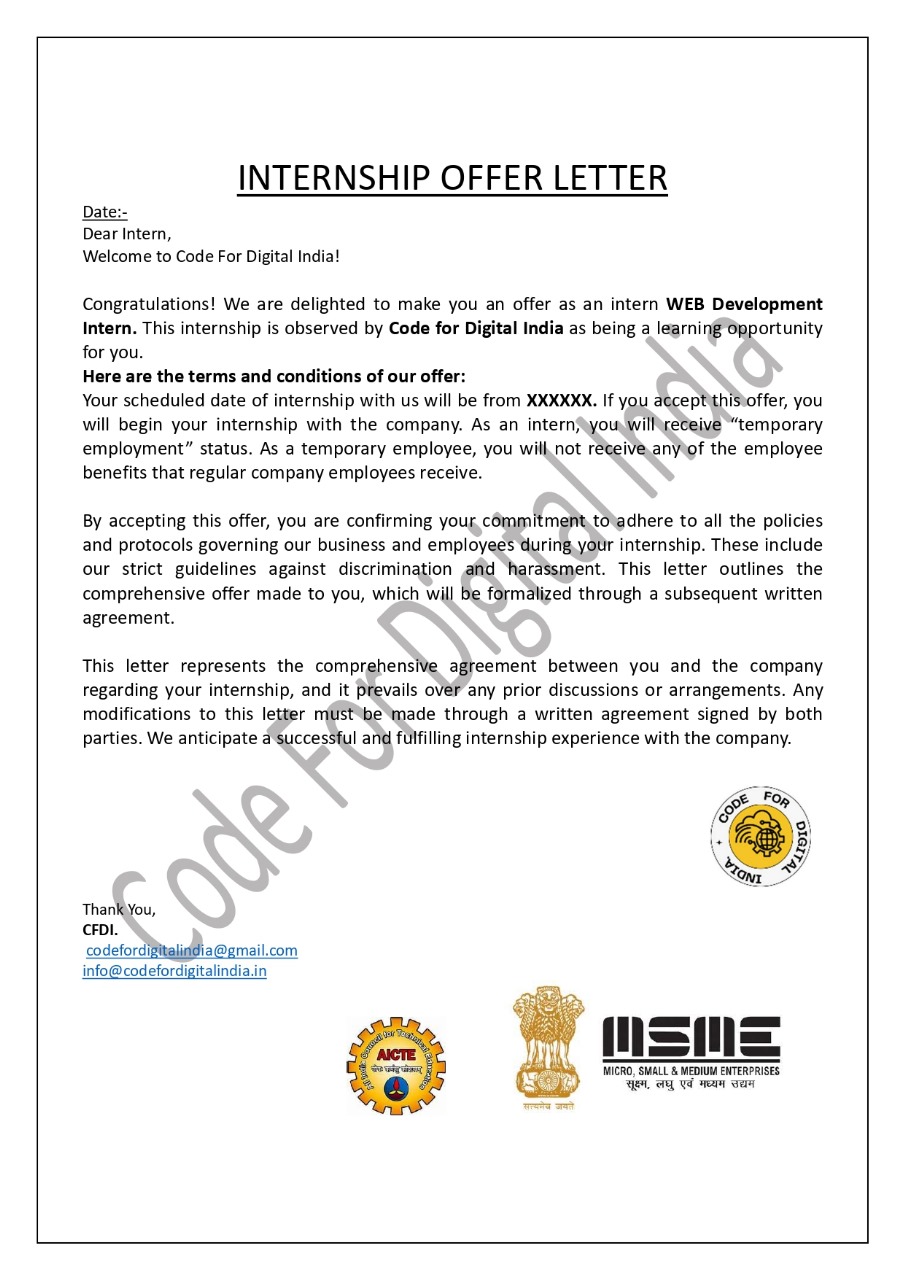 INTERNSHIP OFFER LETTER
Date:-
Dear Intern,
Welcome to Code For Digital India!
Congratulations! We are delighted to make you an offer as an intern WEB Development
Intern. This internship is observed by Code for Digital India as being a learning opportunity
for you.
Here are the terms and conditions of our offer:
Your scheduled date of internship with us will be from XXXXXX. If you accept this offer, you
will begin your internship with the company. As an intern, you will receive “temporary
employment” status. As a temporary employee, you will not receive any of the employee
benefits that regular company employees receive.
By accepting this offer, you are confirming your commitment to adhere to all the policies
and protocols governing our business and employees during your internship. These include
our strict guidelines against discrimination and harassment. This letter outlines the
comprehensive offer made to you, which will be formalized through a subsequent written
agreement.
This letter represents the comprehensive agreement between you and the company
regarding your internship, and it prevails over any prior discussions or arrangements. Any
modifications to this letter must be made through a written agreement signed by both
parties. We anticipate a successful and fulfilling internship experience with the company.
Code For Digital India
CODE FOR DIGITAL INDIA
Thank You,
CFDI.
codefordigitalindia@gmail.com
info@codefordigitalindia.in
All India Council for Technical Education
AICTE
सत्यमेव जयते
MSME
MICRO, SMALL & MEDIUM ENTERPRISES
सूक्ष्म, लघु एवं मध्यम उद्यम